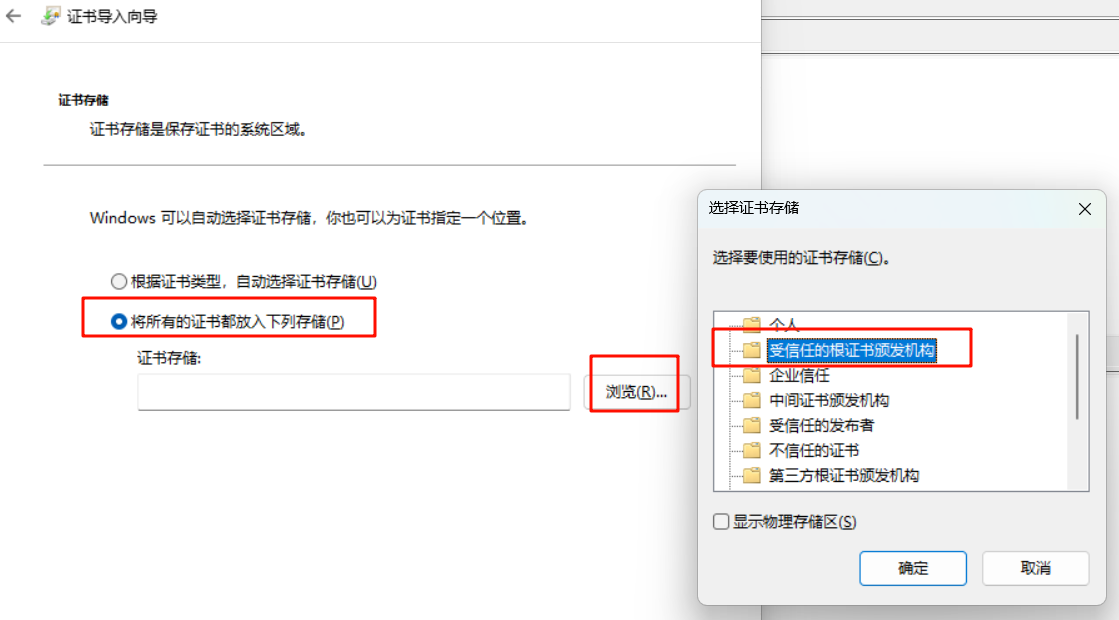 证书导入向导
证书存储
证书存储是保存证书的系统区域。
Windows 可以自动选择证书存储，你也可以为证书指定一个位置。
根据证书类型，自动选择证书存储(U)
将所有的证书都放入下列存储(P)
证书存储:
浏览(R)...
选择证书存储
选择要使用的证书存储(C)。
个人
受信任的根证书颁发机构
企业信任
中间证书颁发机构
受信任的发布者
不信任的证书
第三方根证书颁发机构
显示物理存储区(S)
确定
取消